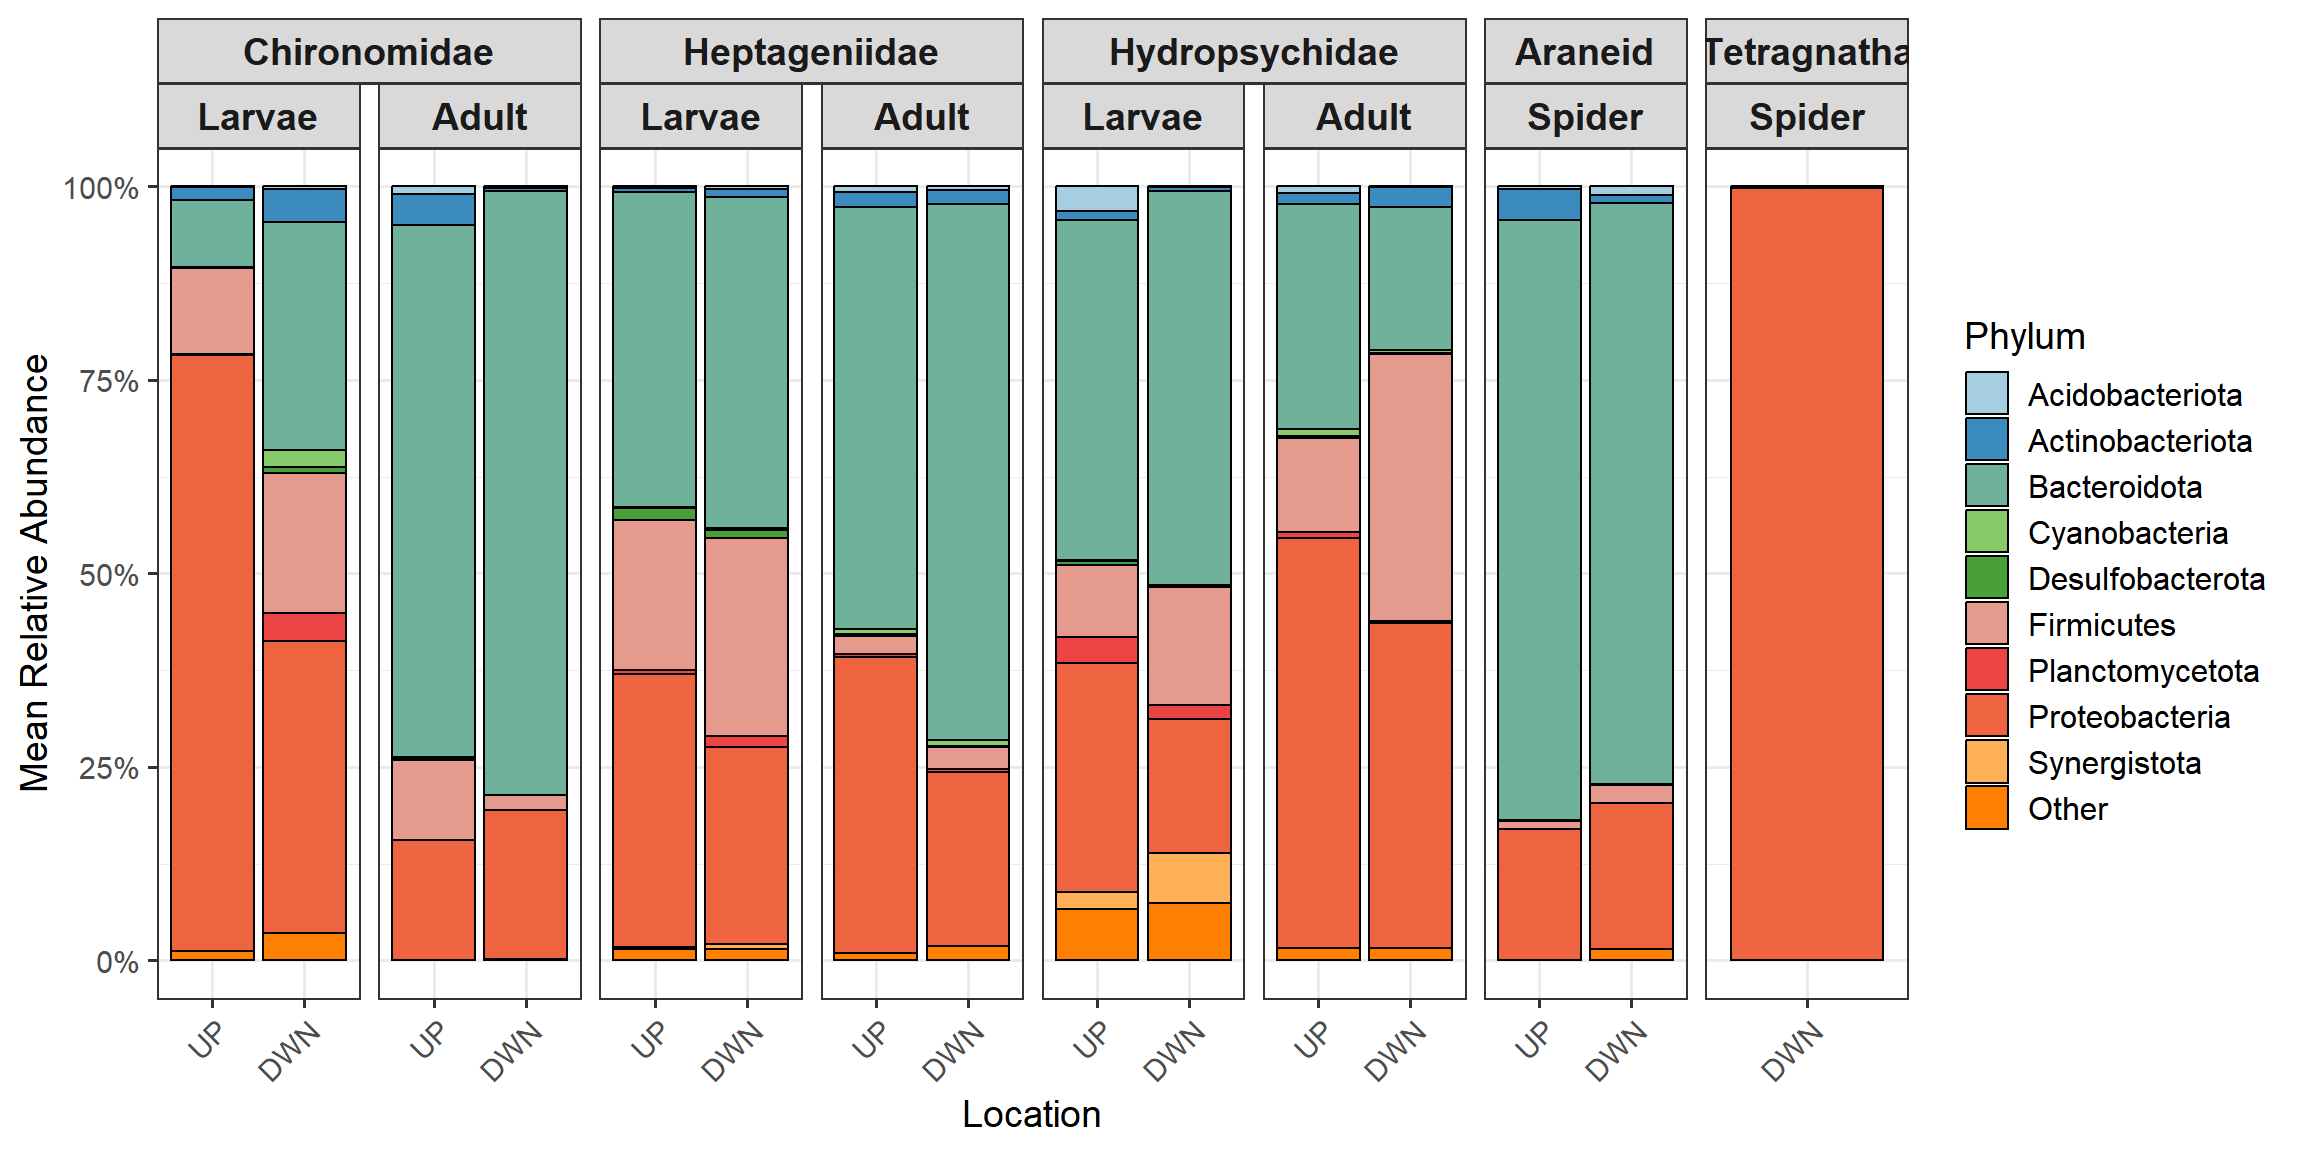 Chironomidae Heptageniidae Hydropsychidae Araneid Tetragnatha
Larvae Adult Larvae Adult Larvae Adult Spider Spider
100%
75%
50%
25%
0%
Mean Relative Abundance
UP DWN UP DWN UP DWN UP DWN UP DWN UP DWN UP DWN DWN
Location
Phylum
Acidobacteriota
Actinobacteriota
Bacteroidota
Cyanobacteria
Desulfobacterota
Firmicutes
Planctomycetota
Proteobacteria
Synergistota
Other